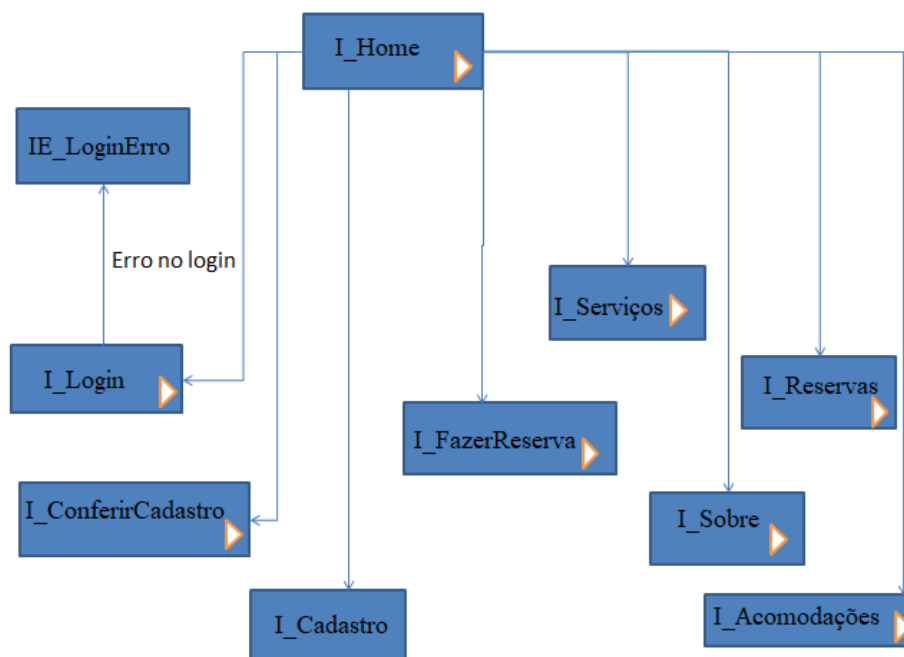 I_Home
IE_LoginErro
Erro no login
I_Serviços
I_Login
I_Reservas
I_FazerReserva
I_ConferirCadastro
I_Sobre
I_Cadastro
I_Acomodações